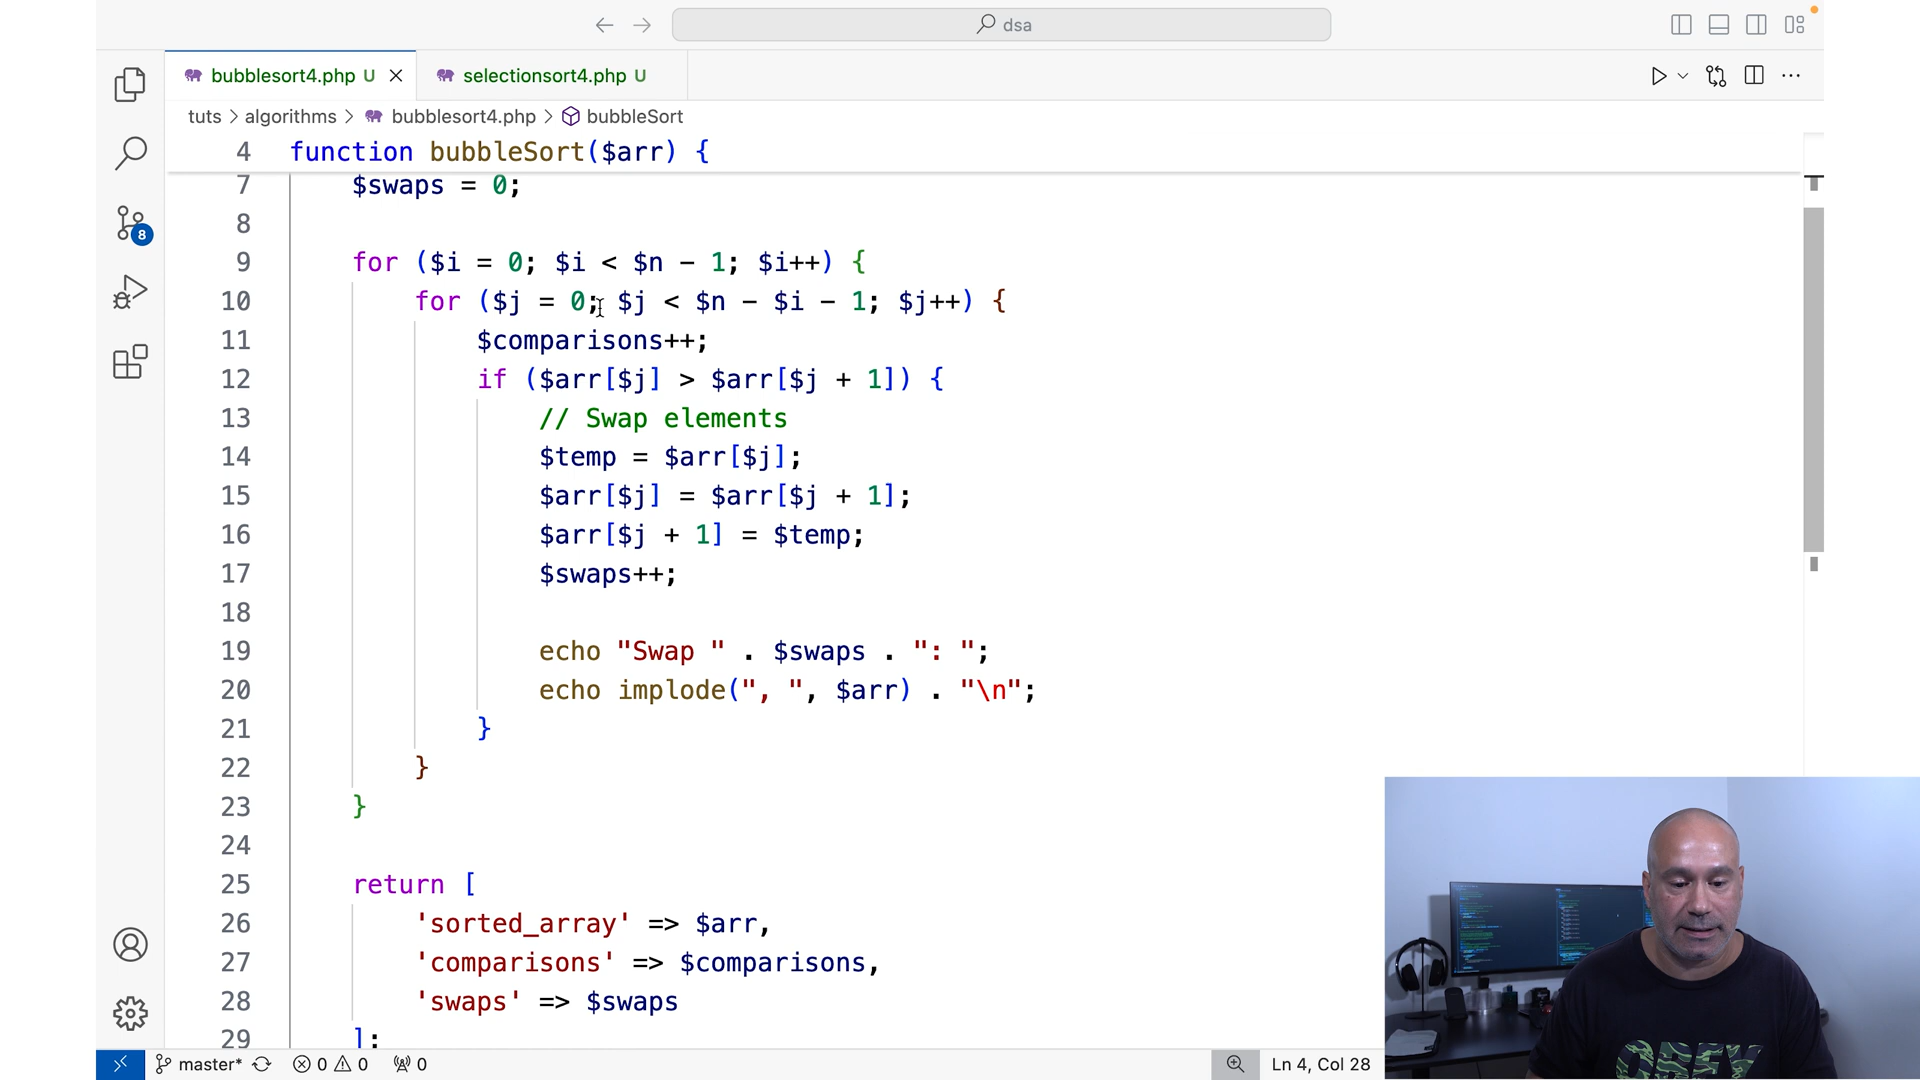 dsa
bubblesort4.php U
selectionsort4.php U
tuts > algorithms > bubblesort4.php > bubbleSort
4 function bubbleSort($arr) {
7 $swaps = 0;
8
9 for ($i = 0; $i < $n - 1; $i++) {
10 for ($j = 0; $j < $n - $i - 1; $j++) {
11 $comparisons++;
12 if ($arr[$j] > $arr[$j + 1]) {
13 // Swap elements
14 $temp = $arr[$j];
15 $arr[$j] = $arr[$j + 1];
16 $arr[$j + 1] = $temp;
17 $swaps++;
18
19 echo "Swap " . $swaps . ": ";
20 echo implode(", ", $arr) . "\n";
21 }
22 }
23 }
24
25 return [
26 'sorted_array' => $arr,
27 'comparisons' => $comparisons,
28 'swaps' => $swaps
29 ];
8
master* 0 0 0
Ln 4, Col 28
OBEY